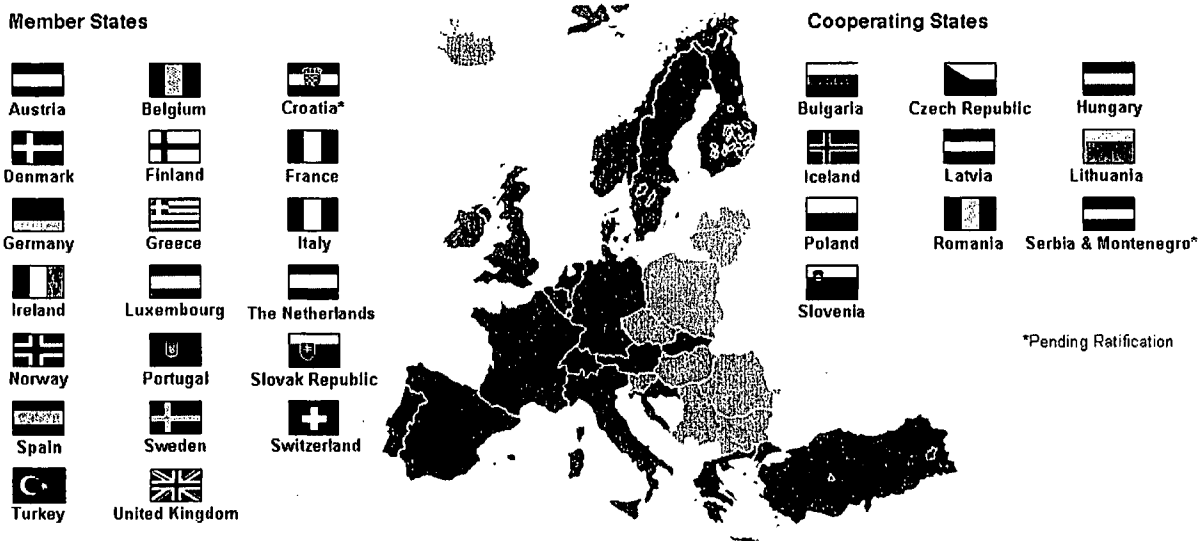 Member States
Austria
Belgium
Croatia*
Denmark
Finland
France
Germany
Greece
Italy
Ireland
Luxembourg
The Netherlands
Norway
Portugal
Slovak Republic
Spain
Sweden
Switzerland
Turkey
United Kingdom
Cooperating States
Bulgaria
Czech Republic
Hungary
Iceland
Latvia
Lithuania
Poland
Romania
Serbia & Montenegro*
Slovenia
*Pending Ratification